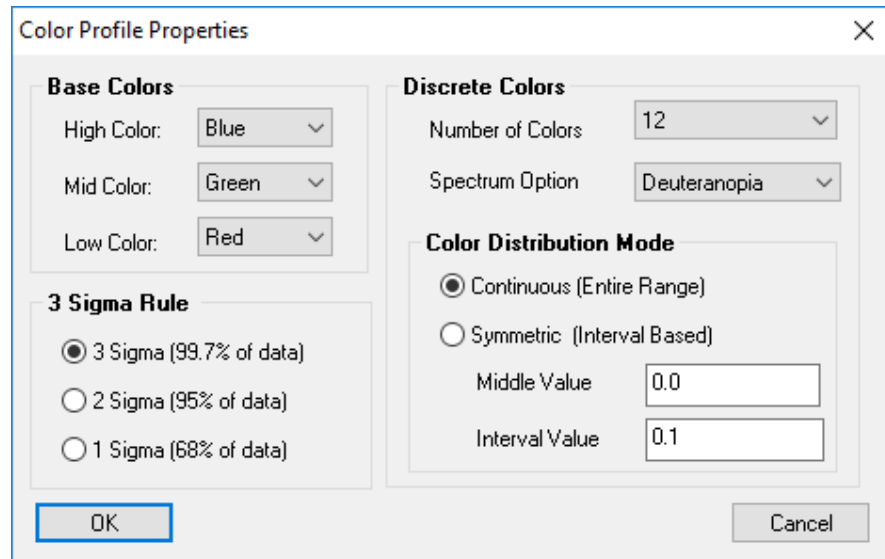 Color Profile Properties
Base Colors
High Color: Blue
Mid Color: Green
Low Color: Red
3 Sigma Rule
3 Sigma (99.7% of data)
2 Sigma (95% of data)
1 Sigma (68% of data)
Discrete Colors
Number of Colors 12
Spectrum Option Deuteranopia
Color Distribution Mode
Continuous (Entire Range)
Symmetric (Interval Based)
Middle Value 0.0
Interval Value 0.1
OK
Cancel